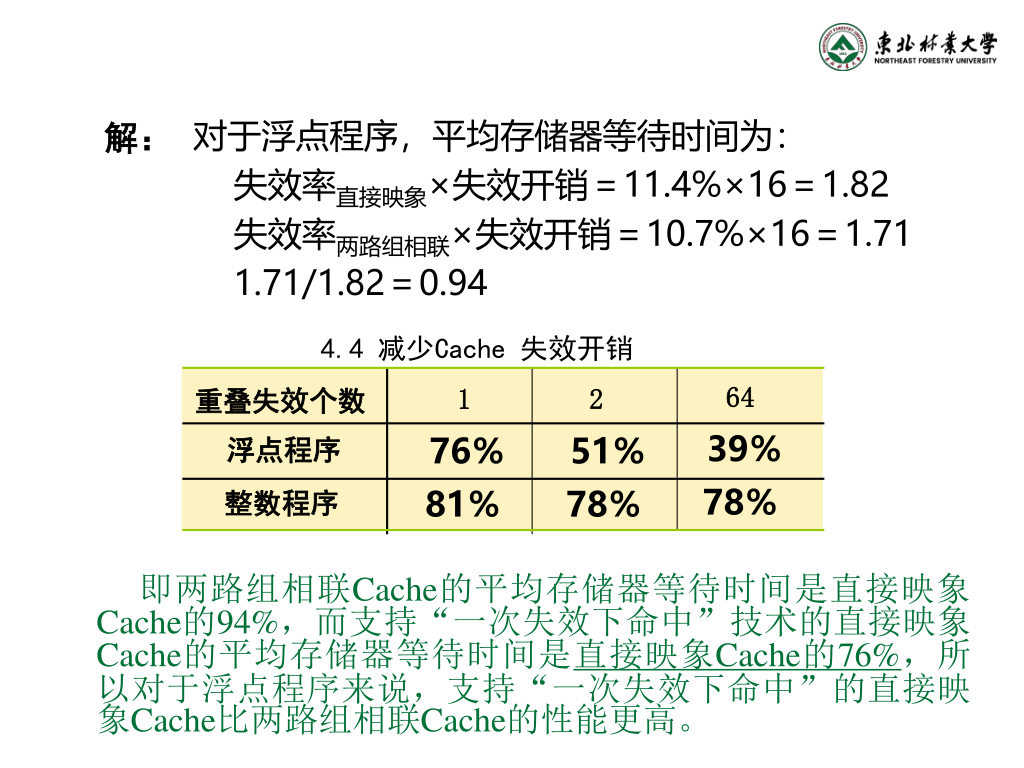 東北林業大學
NORTHEAST FORESTRY UNIVERSITY
解： 对于浮点程序，平均存储器等待时间为：
失效率直接映象×失效开销＝11.4%×16＝1.82
失效率两路组相联×失效开销＝10.7%×16＝1.71
1.71/1.82＝0.94
4.4 减少Cache 失效开销
重叠失效个数 1 2 64
浮点程序 76% 51% 39%
整数程序 81% 78% 78%
即两路组相联Cache的平均存储器等待时间是直接映象
Cache的94%，而支持“一次失效下命中”技术的直接映象
Cache的平均存储器等待时间是直接映象Cache的76%，所
以对于浮点程序来说，支持“一次失效下命中”的直接映
象Cache比两路组相联Cache的性能更高。